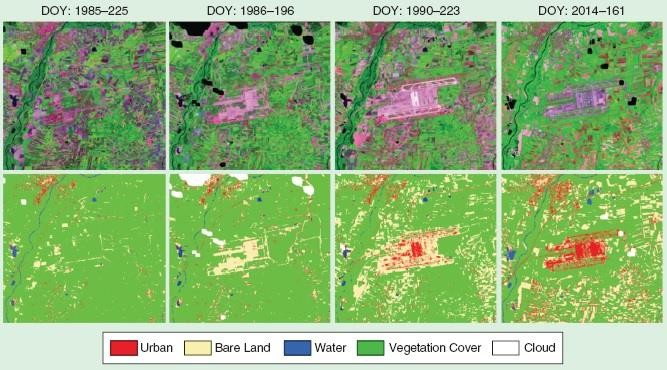 DOY: 1985–225 DOY: 1986–196 DOY: 1990–223 DOY: 2014–161
Urban Bare Land Water Vegetation Cover Cloud